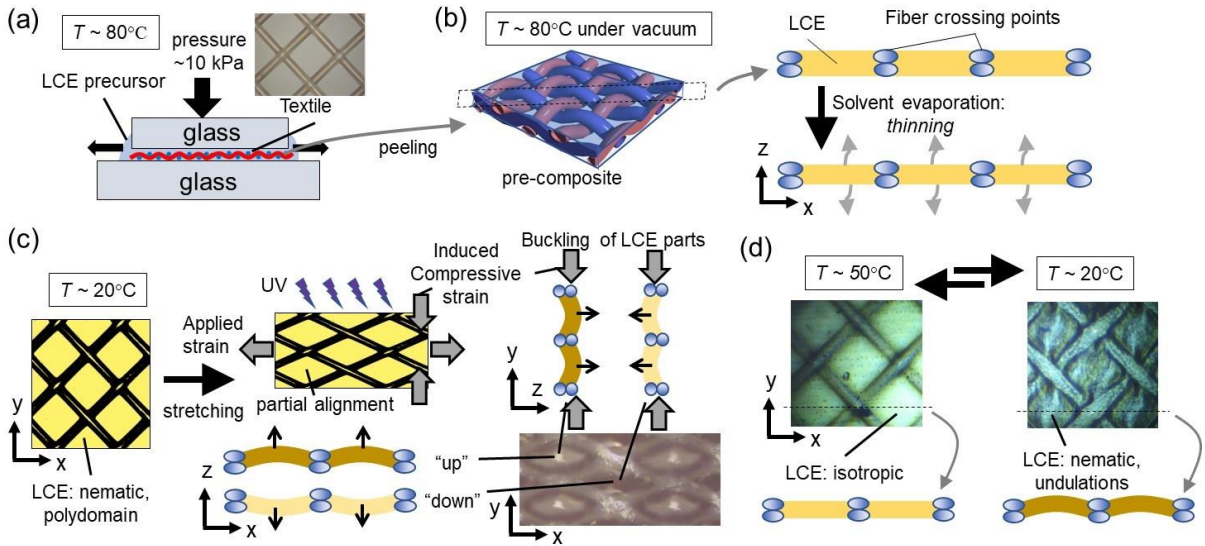 (a)
T ~ 80°C
pressure
~10 kPa
LCE precursor
Textile
glass
glass
peeling
(b)
T ~ 80°C under vacuum
pre-composite
LCE
Fiber crossing points
Solvent evaporation:
thinning
z
x
(c)
T ~ 20°C
UV
Induced
Compressive
strain
Applied
strain
stretching
partial alignment
y
x
LCE: nematic,
polydomain
z
x
"up"
"down"
Buckling of LCE parts
y
z
y
x
(d)
T ~ 50°C
T ~ 20°C
y
x
LCE: isotropic
LCE: nematic,
undulations